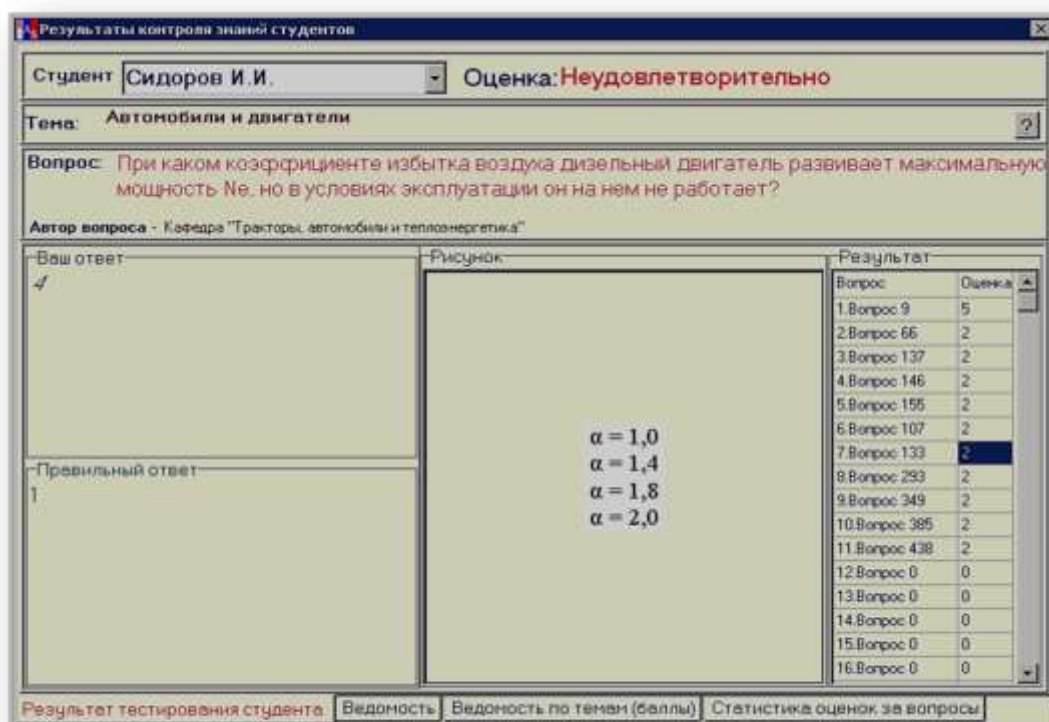 Результаты контроля знаний студентов
Студент Сидоров И.И. Оценка: Неудовлетворительно
Тема: Автомобили и двигатели
?
Вопрос: При каком коэффициенте избытка воздуха дизельный двигатель развивает максимальную
мощность Ne, но в условиях эксплуатации он на нем не работает?
Автор вопроса - Кафедра "Тракторы, автомобили и теплоэнергетика"
Ваш ответ
4
Правильный ответ
1
Рисунок
α = 1,0
α = 1,4
α = 1,8
α = 2,0
Результат
Вопрос Оценка
1.Вопрос 9 5
2.Вопрос 66 2
3.Вопрос 137 2
4.Вопрос 146 2
5.Вопрос 155 2
6.Вопрос 107 2
7.Вопрос 133 2
8.Вопрос 293 2
9.Вопрос 349 2
10.Вопрос 385 2
11.Вопрос 438 2
12.Вопрос 0 0
13.Вопрос 0 0
14.Вопрос 0 0
15.Вопрос 0 0
16.Вопрос 0 0
Результат тестирования студента Ведомость Ведомость по темам (баллы) Статистика оценок за вопросы